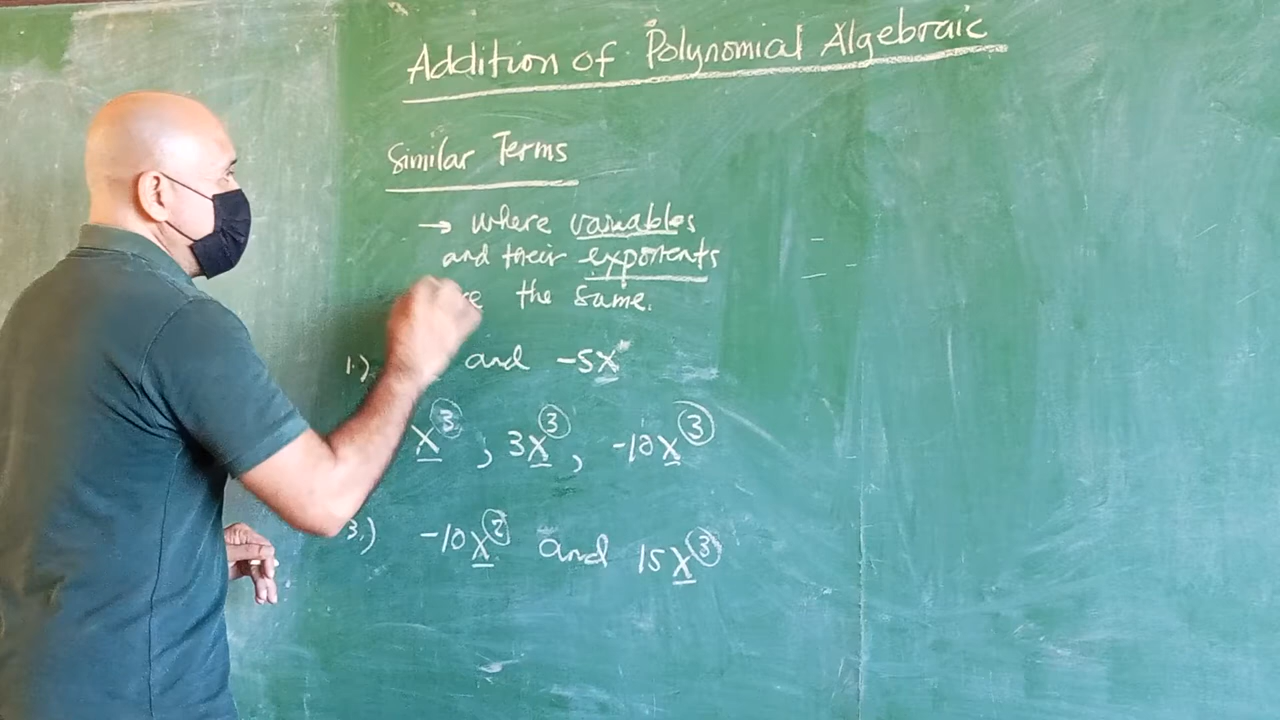 Addition of Polynomial Algebraic
Similar Terms
→ where variables
and their exponents
the same.
1.) and -5x
x³, 3x³, -10x³
3.) -10x² and 15x³